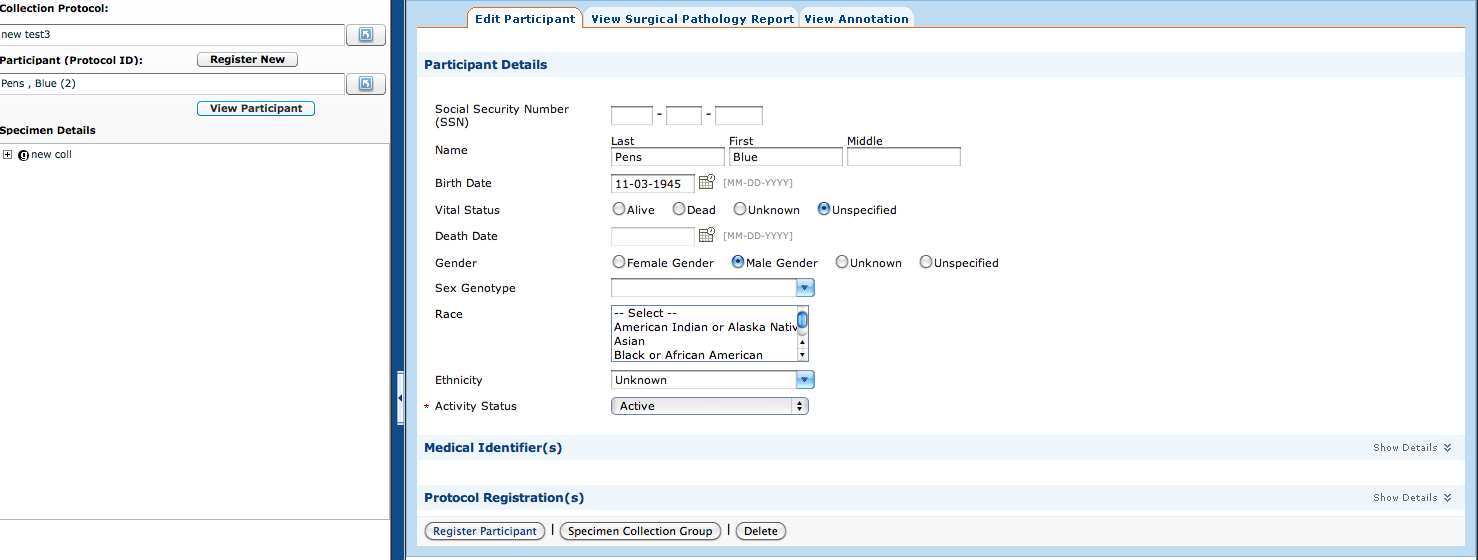 Collection Protocol:
new test3
Participant (Protocol ID):
Register New
Pens , Blue (2)
View Participant
Specimen Details
g new coll
Edit Participant
View Surgical Pathology Report
View Annotation
Participant Details
Social Security Number
(SSN)
- -
Last First Middle
Name
Pens Blue
Birth Date 11-03-1945 [MM-DD-YYYY]
Vital Status Alive Dead Unknown Unspecified
Death Date [MM-DD-YYYY]
Gender Female Gender Male Gender Unknown Unspecified
Sex Genotype
Race
-- Select --
American Indian or Alaska Nativ
Asian
Black or African American
Ethnicity Unknown
* Activity Status Active
Medical Identifier(s) Show Details
Protocol Registration(s) Show Details
Register Participant | Specimen Collection Group | Delete